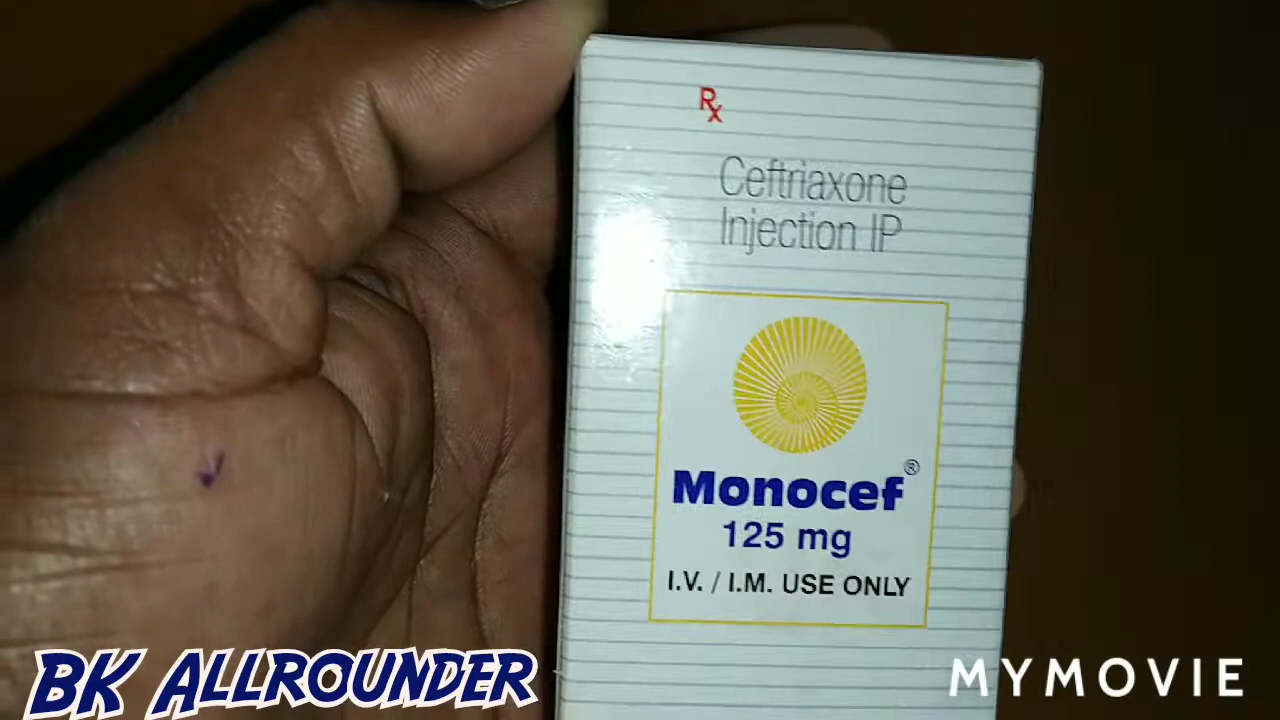 Rx
Ceftriaxone
Injection IP
Monocef®
125 mg
I.V. / I.M. USE ONLY
BK ALLROUNDER
MYMOVIE